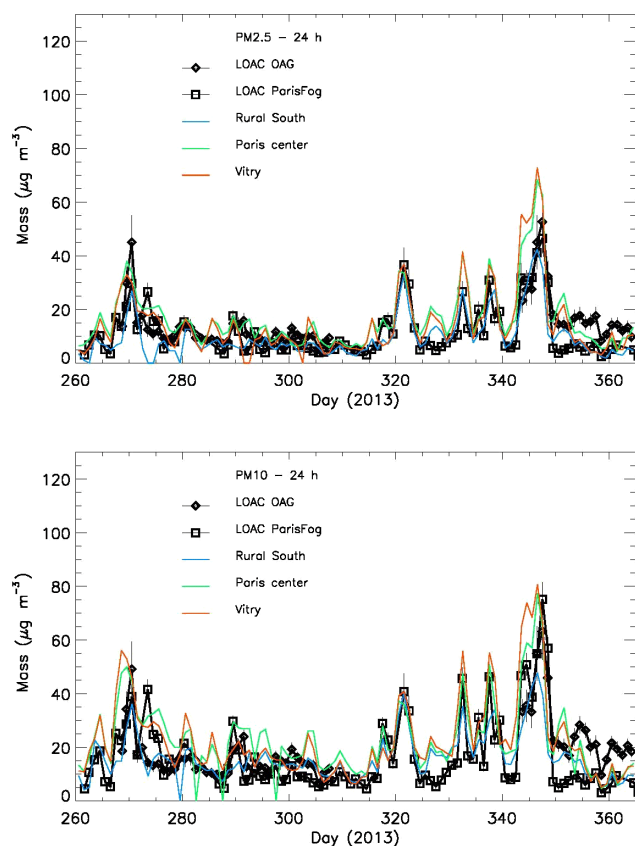 PM2.5 – 24 h
LOAC OAG
LOAC ParisFog
Rural South
Paris center
Vitry
Mass (μg m⁻³)
120
100
80
60
40
20
0
260 280 300 320 340 360
Day (2013)
PM10 – 24 h
LOAC OAG
LOAC ParisFog
Rural South
Paris center
Vitry
Mass (μg m⁻³)
120
100
80
60
40
20
0
260 280 300 320 340 360
Day (2013)